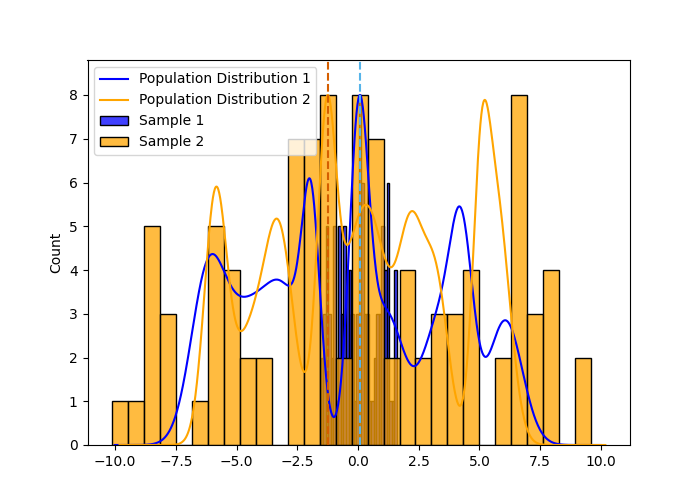 Population Distribution 1
Population Distribution 2
Sample 1
Sample 2
Count
8
7
6
5
4
3
2
1
0
−10.0 −7.5 −5.0 −2.5 0.0 2.5 5.0 7.5 10.0